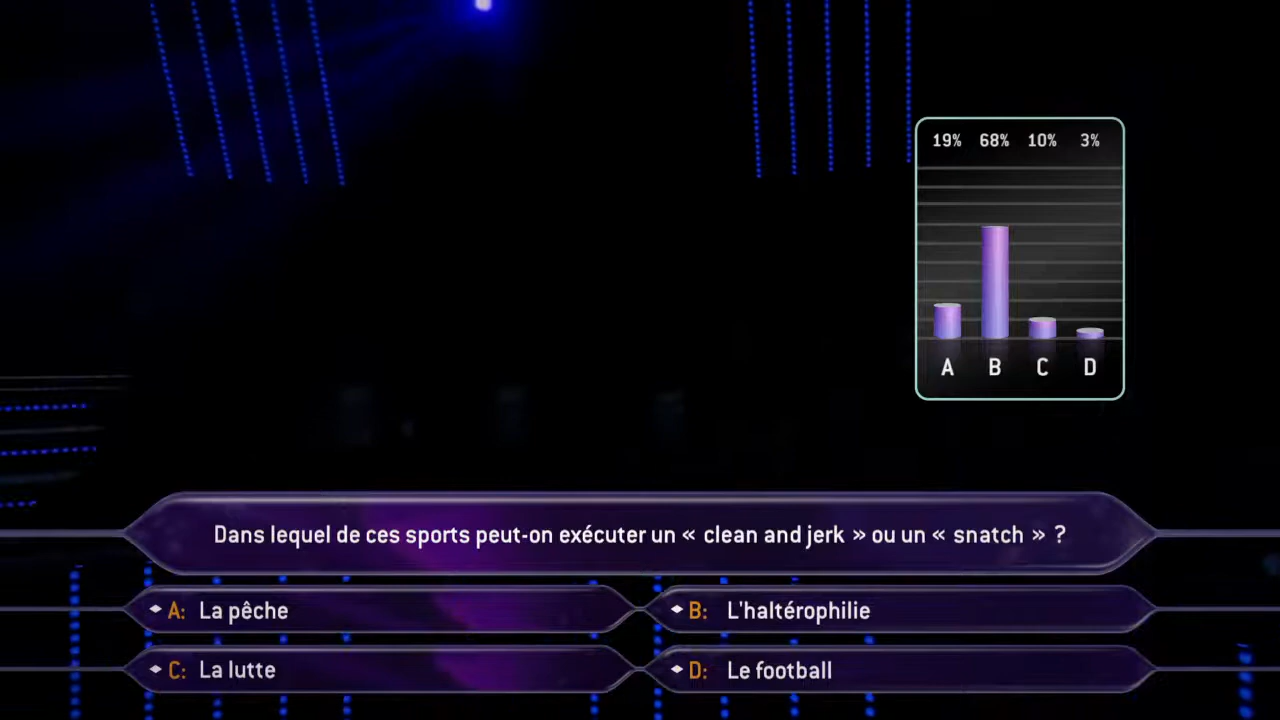 19% 68% 10% 3%
A B C D
Dans lequel de ces sports peut-on exécuter un « clean and jerk » ou un « snatch » ?
A: La pêche
B: L'haltérophilie
C: La lutte
D: Le football